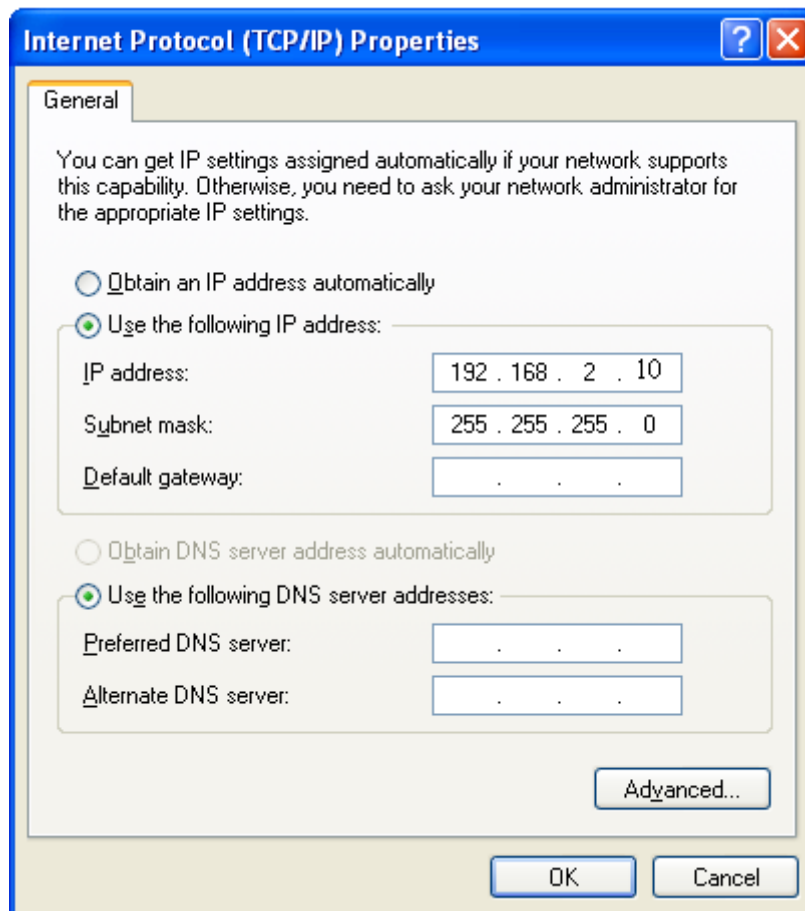 Internet Protocol (TCP/IP) Properties
General
You can get IP settings assigned automatically if your network supports
this capability. Otherwise, you need to ask your network administrator for
the appropriate IP settings.
Obtain an IP address automatically
Use the following IP address:
IP address: 192 . 168 . 2 . 10
Subnet mask: 255 . 255 . 255 . 0
Default gateway: . . .
Obtain DNS server address automatically
Use the following DNS server addresses:
Preferred DNS server: . . .
Alternate DNS server: . . .
Advanced...
OK Cancel